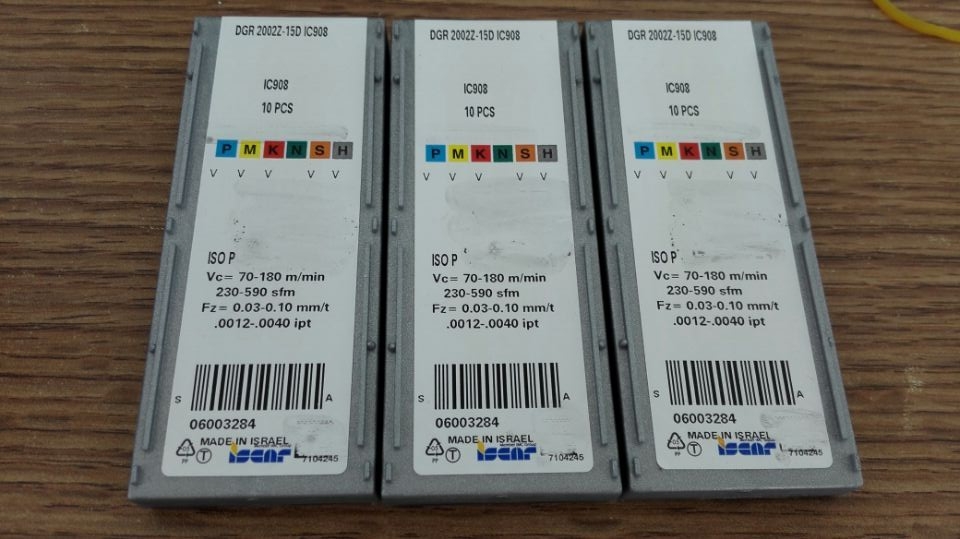 DGR 2002Z-15D IC908
IC908
10 PCS
P M K N S H
V V V V V
ISO P
Vc= 70-180 m/min
230-590 sfm
Fz= 0.03-0.10 mm/t
.0012-.0040 ipt
S A
06003284
MADE IN ISRAEL
PP T iscar 7104245
DGR 2002Z-15D IC908
IC908
10 PCS
P M K N S H
V V V V V
ISO P
Vc= 70-180 m/min
230-590 sfm
Fz= 0.03-0.10 mm/t
.0012-.0040 ipt
S A
06003284
MADE IN ISRAEL
PP T iscar 7104245
DGR 2002Z-15D IC908
IC908
10 PCS
P M K N S H
V V V V V
ISO P
Vc= 70-180 m/min
230-590 sfm
Fz= 0.03-0.10 mm/t
.0012-.0040 ipt
S A
06003284
MADE IN ISRAEL
PP T iscar 7104245